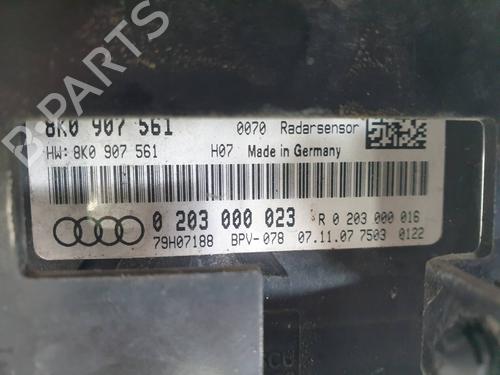 8K0 907 561 0070 Radarsensor
HW: 8K0 907 561 H07 Made in Germany
0 203 000 023 R 0 203 000 016
79H07188 BPV-078 07.11.07 7503 0122
B-PARTS